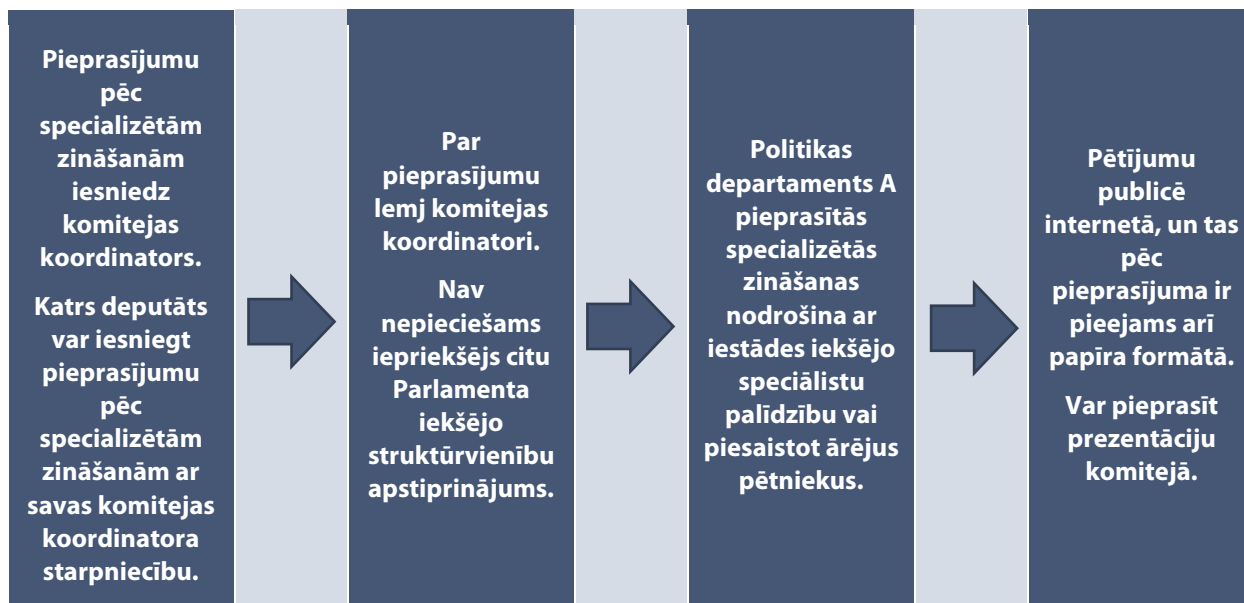 Pieprasījumu
pēc
specializētām
zināšanām
iesniedz
komitejas
koordinators.
Katrs deputāts
var iesniegt
pieprasījumu
pēc
specializētām
zināšanām ar
savas komitejas
koordinatora
starpniecību.
Par
pieprasījumu
lemj komitejas
koordinatori.
Nav
nepieciešams
iepriekšējs citu
Parlamenta
iekšējo
struktūrvienību
apstiprinājums.
Politikas
departaments A
pieprasītās
specializētās
zināšanas
nodrošina ar
iestādes iekšējo
speciālistu
palīdzību vai
piesaistot ārējus
pētniekus.
Pētījumu
publicē
internetā, un tas
pēc
pieprasījuma ir
pieejams arī
papīra formātā.
Var pieprasīt
prezentāciju
komitejā.